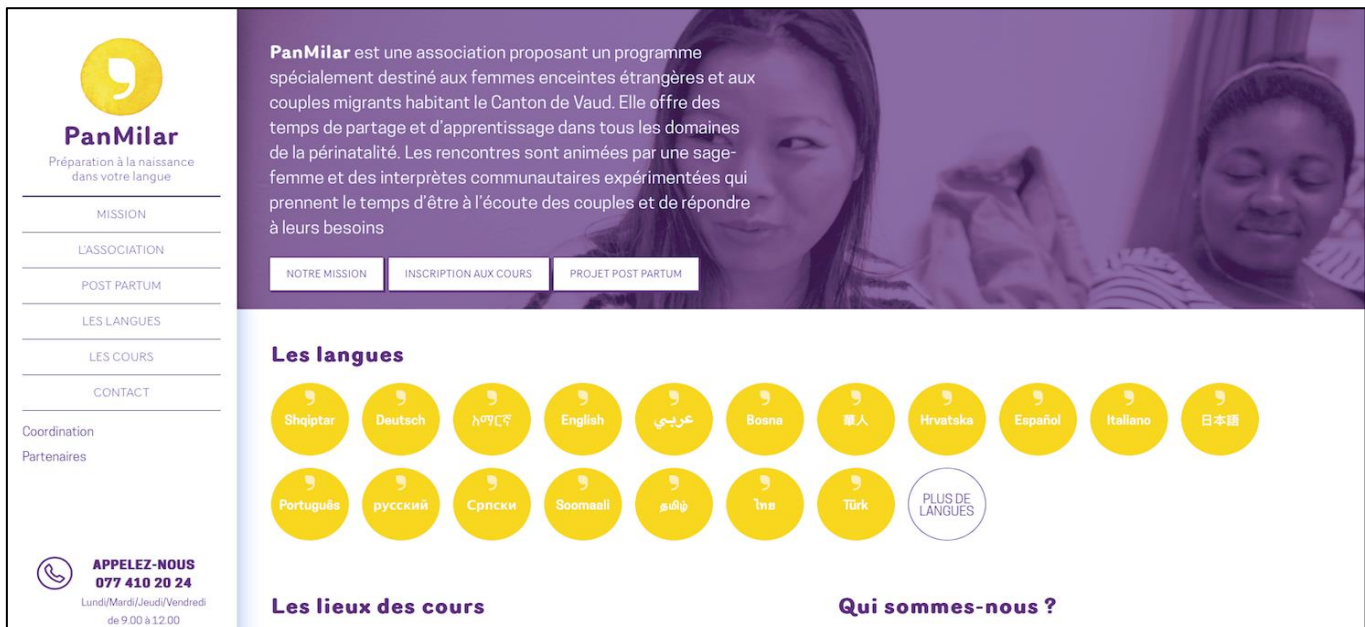 PanMilar
Préparation à la naissance
dans votre langue
MISSION
L'ASSOCIATION
POST PARTUM
LES LANGUES
LES COURS
CONTACT
Coordination
Partenaires
APPELEZ-NOUS
077 410 20 24
Lundi/Mardi/Jeudi/Vendredi
de 9.00 à 12.00
PanMilar est une association proposant un programme
spécialement destiné aux femmes enceintes étrangères et aux
couples migrants habitant le Canton de Vaud. Elle offre des
temps de partage et d'apprentissage dans tous les domaines
de la périnatalité. Les rencontres sont animées par une sage-
femme et des interprètes communautaires expérimentées qui
prennent le temps d'être à l'écoute des couples et de répondre
à leurs besoins
NOTRE MISSION INSCRIPTION AUX COURS PROJET POST PARTUM
Les langues
Shqiptar Deutsch አማርኛ English عربي Bosna 華人 Hrvatska Español Italiano 日本語
Português русский Српски Soomaali தமிழ் ไทย Türk PLUS DE
LANGUES
Les lieux des cours Qui sommes-nous ?